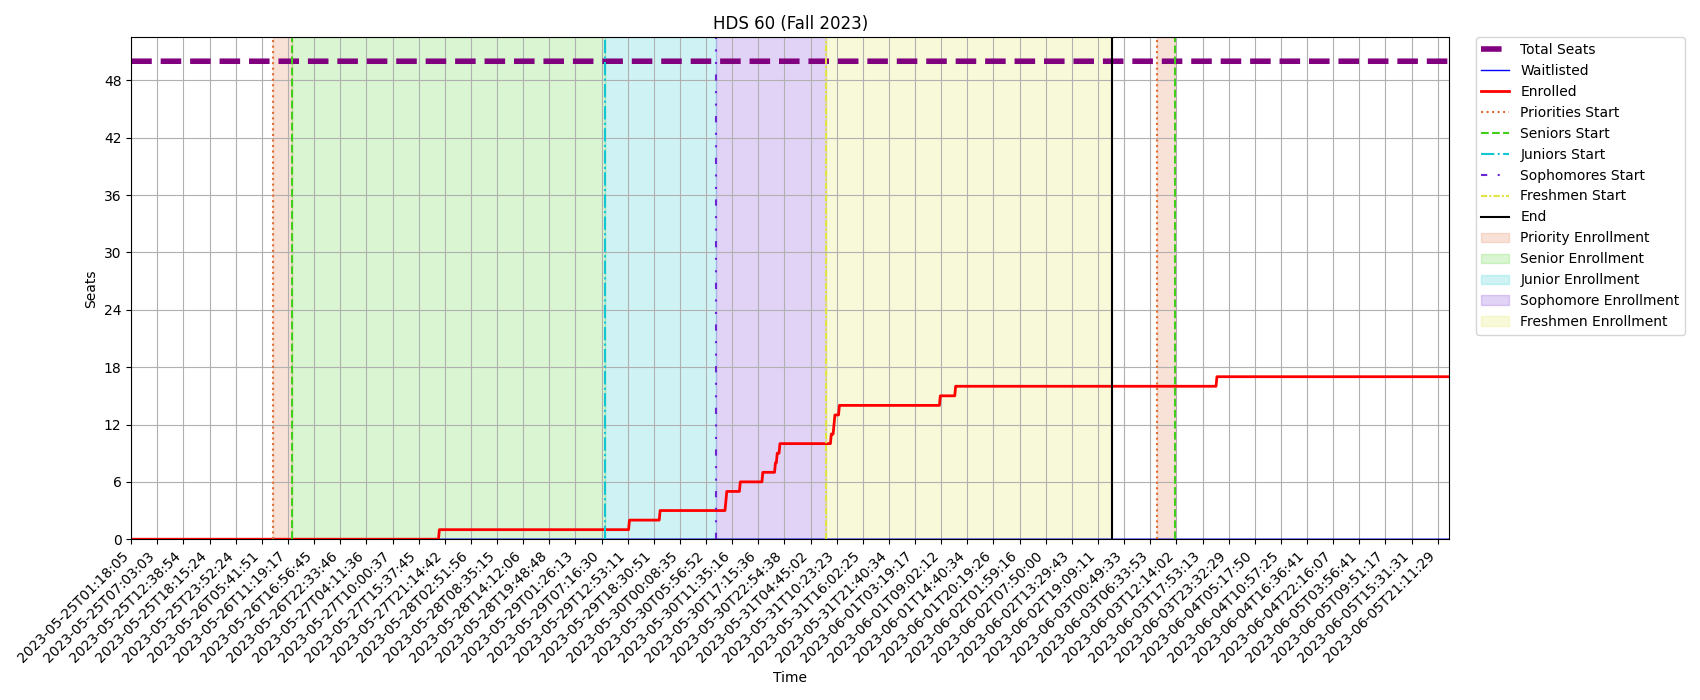 HDS 60 (Fall 2023)
Seats
48
42
36
30
24
18
12
6
0
2023-05-25T01:18:05
2023-05-25T07:03:03
2023-05-25T12:38:54
2023-05-25T18:15:24
2023-05-25T23:52:24
2023-05-26T05:41:51
2023-05-26T11:19:17
2023-05-26T16:56:45
2023-05-26T22:33:46
2023-05-27T04:11:36
2023-05-27T10:00:37
2023-05-27T15:37:45
2023-05-27T21:14:42
2023-05-28T02:51:56
2023-05-28T08:35:15
2023-05-28T14:12:06
2023-05-28T19:48:48
2023-05-29T01:26:13
2023-05-29T07:16:30
2023-05-29T12:53:11
2023-05-29T18:30:51
2023-05-30T00:08:35
2023-05-30T05:56:52
2023-05-30T11:35:16
2023-05-30T17:15:36
2023-05-30T22:54:38
2023-05-31T04:45:02
2023-05-31T10:23:23
2023-05-31T16:02:25
2023-05-31T21:40:34
2023-06-01T03:19:17
2023-06-01T09:02:12
2023-06-01T14:40:34
2023-06-01T20:19:26
2023-06-02T01:59:16
2023-06-02T07:50:00
2023-06-02T13:29:43
2023-06-02T19:09:11
2023-06-03T00:49:33
2023-06-03T06:33:53
2023-06-03T12:14:02
2023-06-03T17:53:13
2023-06-03T23:32:29
2023-06-04T05:17:50
2023-06-04T10:57:25
2023-06-04T16:36:41
2023-06-04T22:16:07
2023-06-05T03:56:41
2023-06-05T09:51:17
2023-06-05T15:31:31
2023-06-05T21:11:29
Time
Total Seats
Waitlisted
Enrolled
Priorities Start
Seniors Start
Juniors Start
Sophomores Start
Freshmen Start
End
Priority Enrollment
Senior Enrollment
Junior Enrollment
Sophomore Enrollment
Freshmen Enrollment